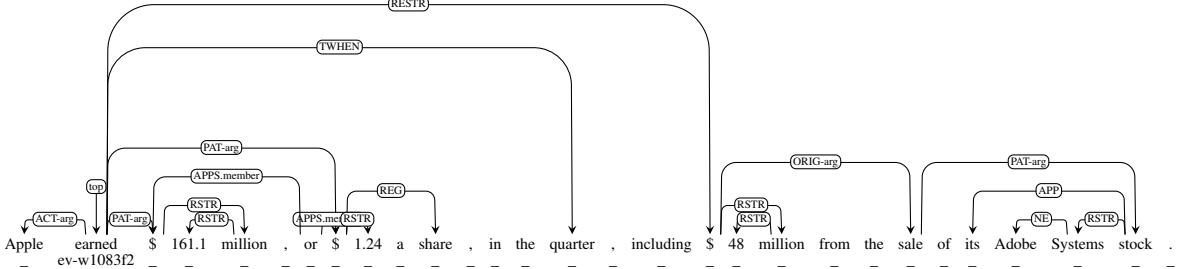 RESTR
TWHEN
PAT-arg
ORIG-arg
PAT-arg
APPS.member
top
REG
APP
RSTR
RSTR
ACT-arg
PAT-arg
RSTR
APPS.mem
RSTR
RSTR
NE
RSTR
Apple earned $ 161.1 million , or $ 1.24 a share , in the quarter , including $ 48 million from the sale of its Adobe Systems stock .
_ ev-w1083f2 _ _ _ _ _ _ _ _ _ _ _ _ _ _ _ _ _ _ _ _ _ _ _ _ _ _